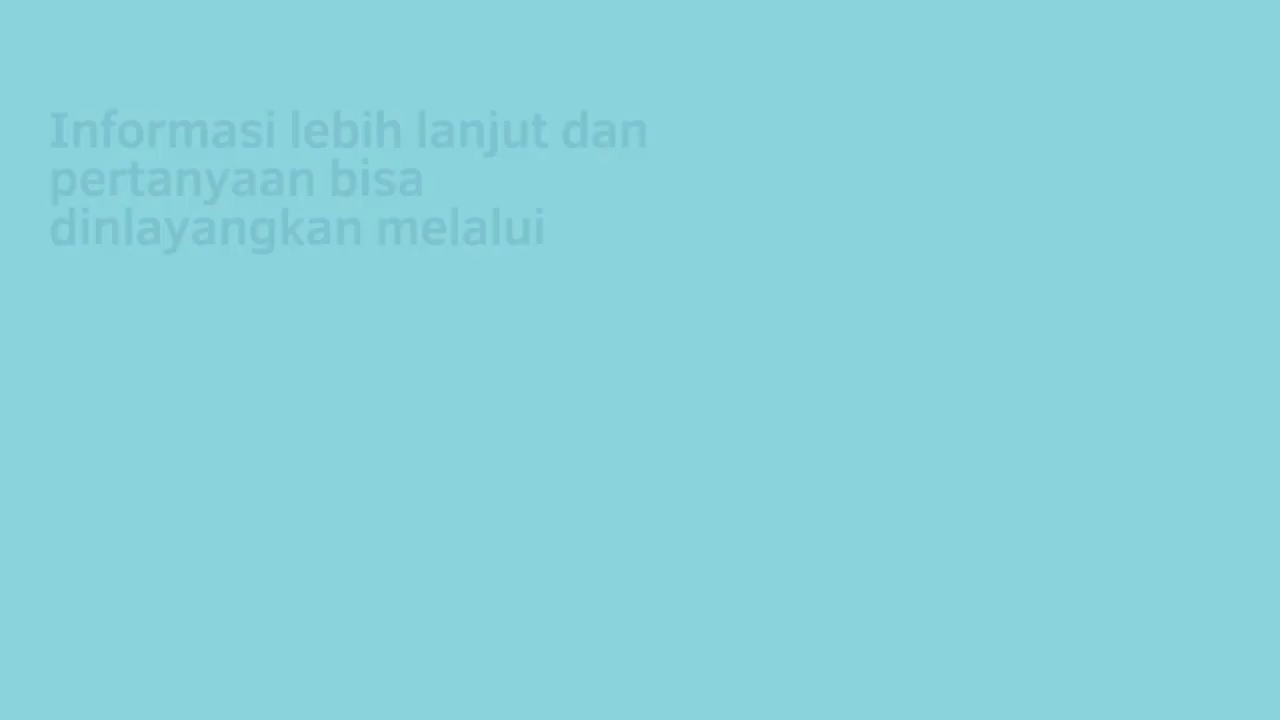 Informasi lebih lanjut dan
pertanyaan bisa
dinlayangkan melalui